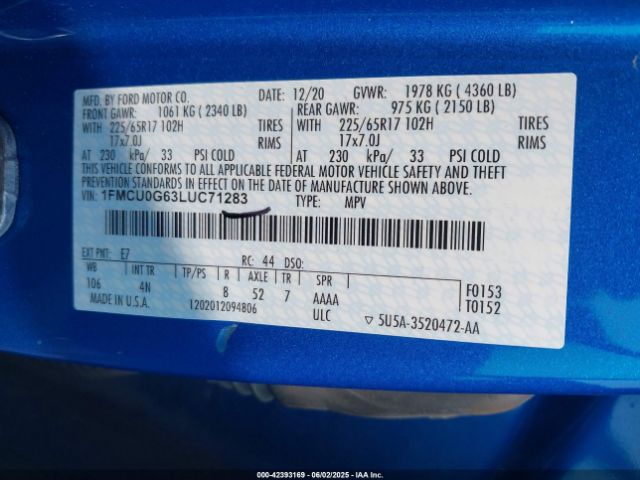 MFD. BY FORD MOTOR CO. DATE: 12/20 GVWR: 1978 KG ( 4360 LB)
FRONT GAWR: 1061 KG ( 2340 LB) REAR GAWR: 975 KG ( 2150 LB)
WITH 225/65R17 102H TIRES WITH 225/65R17 102H TIRES
17x7.0J RIMS 17x7.0J RIMS
AT 230 kPa/ 33 PSI COLD AT 230 kPa/ 33 PSI COLD
THIS VEHICLE CONFORMS TO ALL APPLICABLE FEDERAL MOTOR VEHICLE SAFETY AND THEFT
PREVENTION STANDARDS IN EFFECT ON THE DATE OF MANUFACTURE SHOWN ABOVE.
VIN: 1FMCU0G63LUC71283 TYPE: MPV
EXT PNT: E7 RC: 44 DSO:
WB INT TR TP/PS R AXLE TR SPR F0153
106 4N 8 52 7 AAAA T0152
MADE IN U.S.A. 1202012094806 ULC ▽ 5U5A-3520472-AA
000-42393169 - 06/02/2025 - IAAI, Inc.